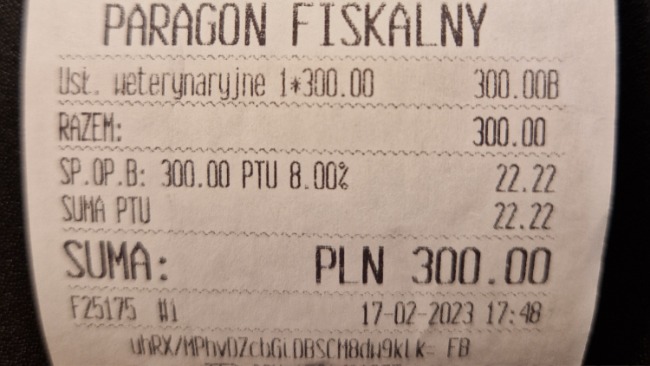 PARAGON FISKALNY
Usł. weterynaryjne 1*300.00 300.00B
RAZEM: 300.00
SP.OP.B: 300.00 PTU 8.00% 22.22
SUMA PTU 22.22
SUMA: PLN 300.00
F25175 #1 17-02-2023 17:48